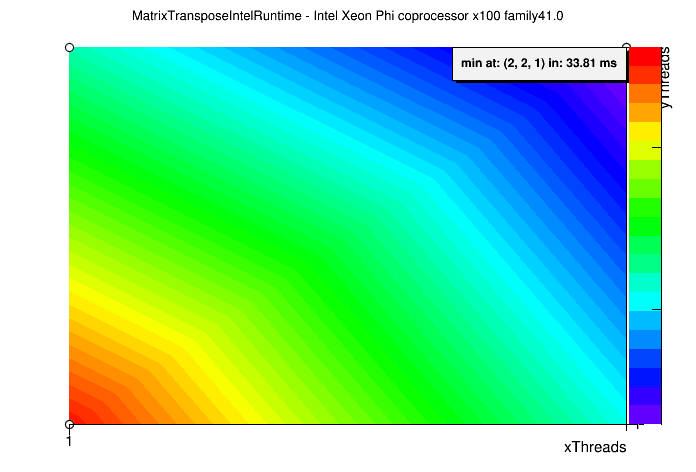 MatrixTransposeIntelRuntime - Intel Xeon Phi coprocessor x100 family41.0
min at: (2, 2, 1) in: 33.81 ms
yThreads
1
xThreads